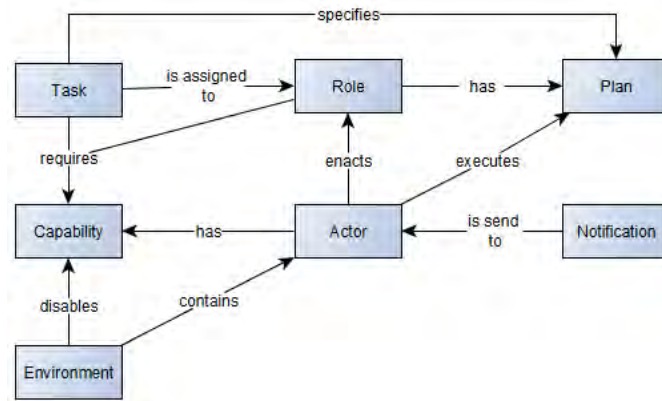 specifies
Task
is assigned
to
Role
has
Plan
requires
enacts
executes
Capability
has
Actor
is send
to
Notification
disables
contains
Environment